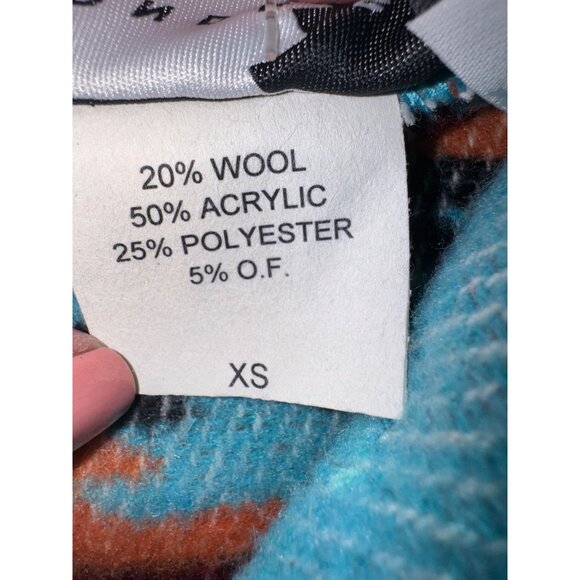 20% WOOL
50% ACRYLIC
25% POLYESTER
5% O.F.
XS